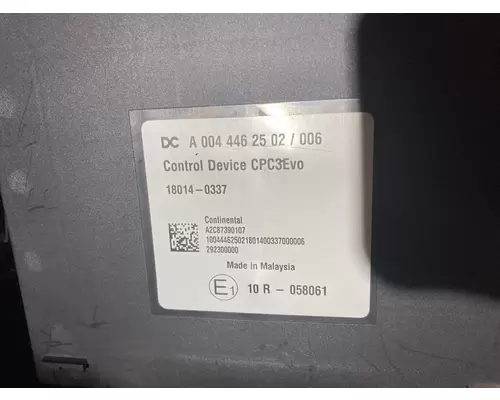 DC A 004 446 25 02 / 006
Control Device CPC3Evo
18014-0337
Continental
A2C87390107
10044462502180140033700006
292300000
Made in Malaysia
E1 10 R - 058061